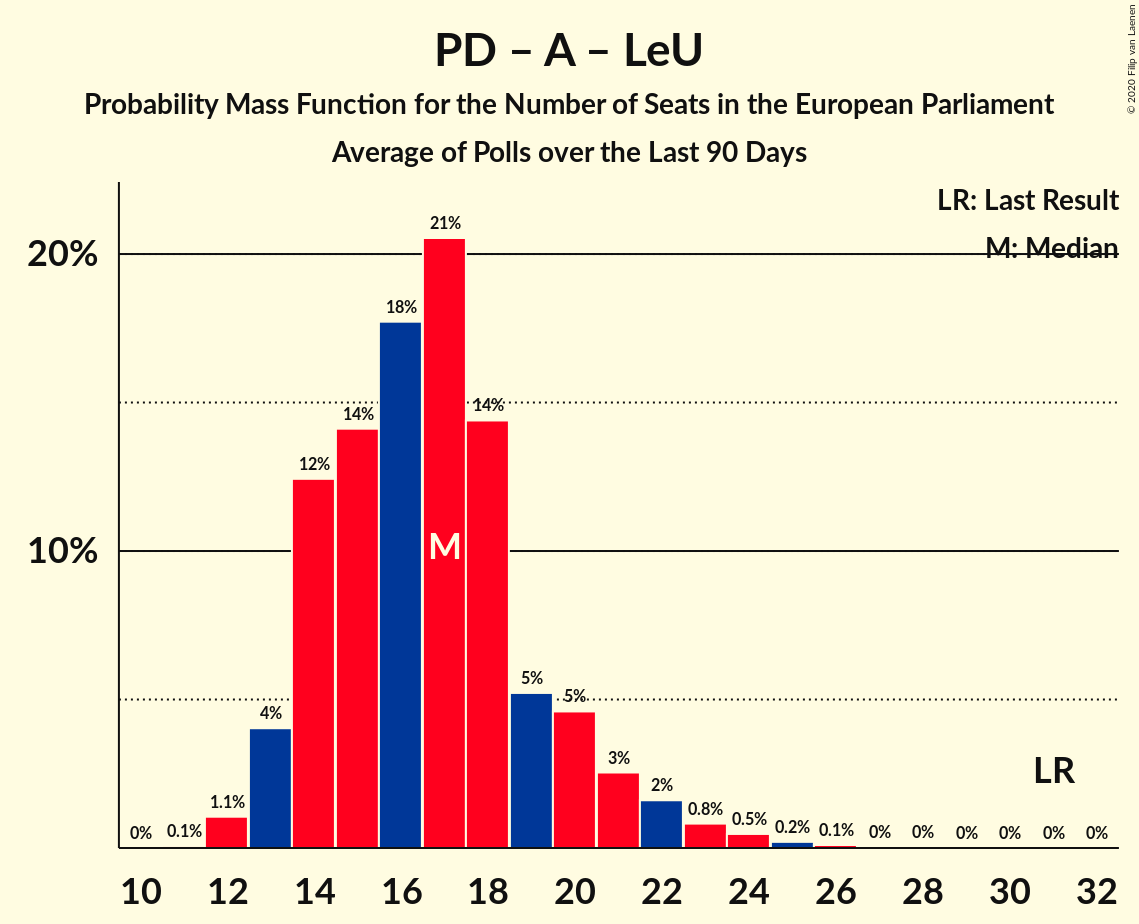 PD – A – LeU
Probability Mass Function for the Number of Seats in the European Parliament
Average of Polls over the Last 90 Days
© 2020 Filip van Laenen
LR: Last Result
M: Median
20%
10%
0%
0.1%
1.1%
4%
12%
14%
18%
21%
14%
5%
5%
3%
2%
0.8%
0.5%
0.2%
0.1%
0%
0%
0%
0%
0%
0%
M
LR
10 12 14 16 18 20 22 24 26 28 30 32